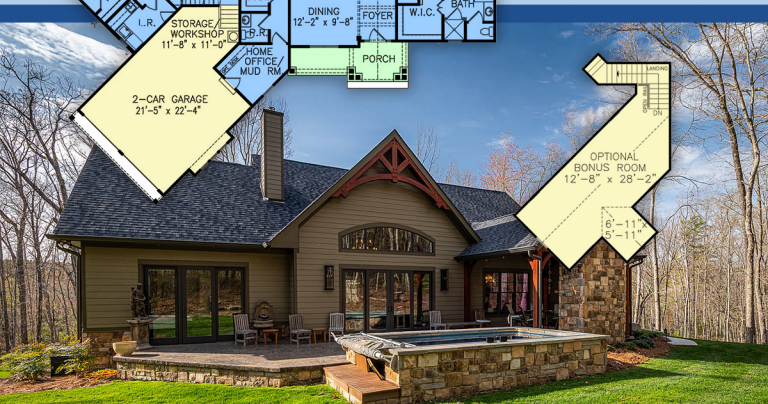 I.R.
STORAGE/
WORKSHOP
11'-8" x 11'-0"
P.R.
HOME
OFFICE/
MUD RM
DINING
12'-2" x 9'-8"
FOYER
W.I.C.
BATH
PORCH
2-CAR GARAGE
21'-5" x 22'-4"
LANDING
DN
OPTIONAL
BONUS ROOM
12'-8" x 28'-2"
6'-11" x
5'-11"